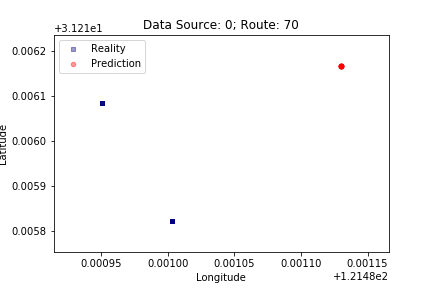 Data Source: 0; Route: 70
+3.121e1
Reality
Prediction
0.0062
0.0061
0.0060
0.0059
0.0058
Latitude
0.00095
0.00100
0.00105
0.00110
0.00115
Longitude
+1.2148e2